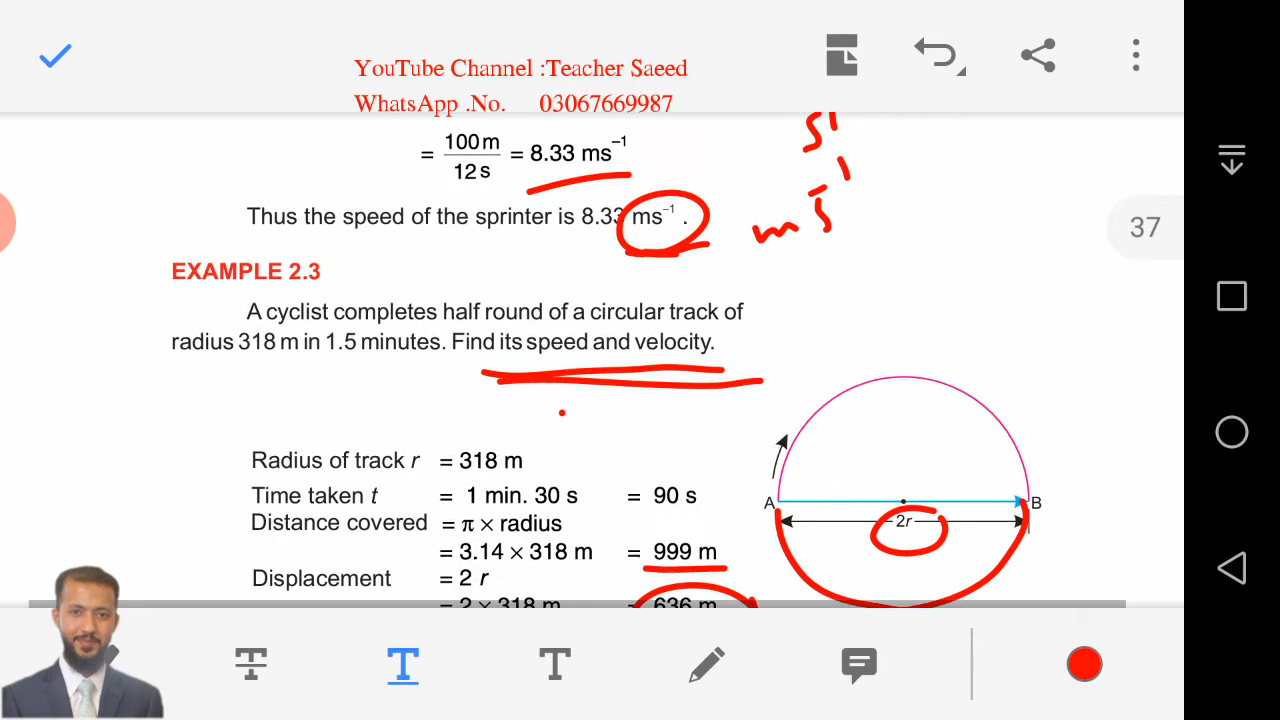 YouTube Channel :Teacher Saeed
WhatsApp .No. 03067669987
= 100 m / 12 s = 8.33 ms⁻¹
Thus the speed of the sprinter is 8.33 ms⁻¹ .
m s̄
37
EXAMPLE 2.3
A cyclist completes half round of a circular track of
radius 318 m in 1.5 minutes. Find its speed and velocity.
Radius of track r = 318 m
Time taken t = 1 min. 30 s = 90 s
Distance covered = π × radius
= 3.14 × 318 m = 999 m
Displacement = 2 r
= 2 × 318 m = 636 m
A
B
2r
T
T
T